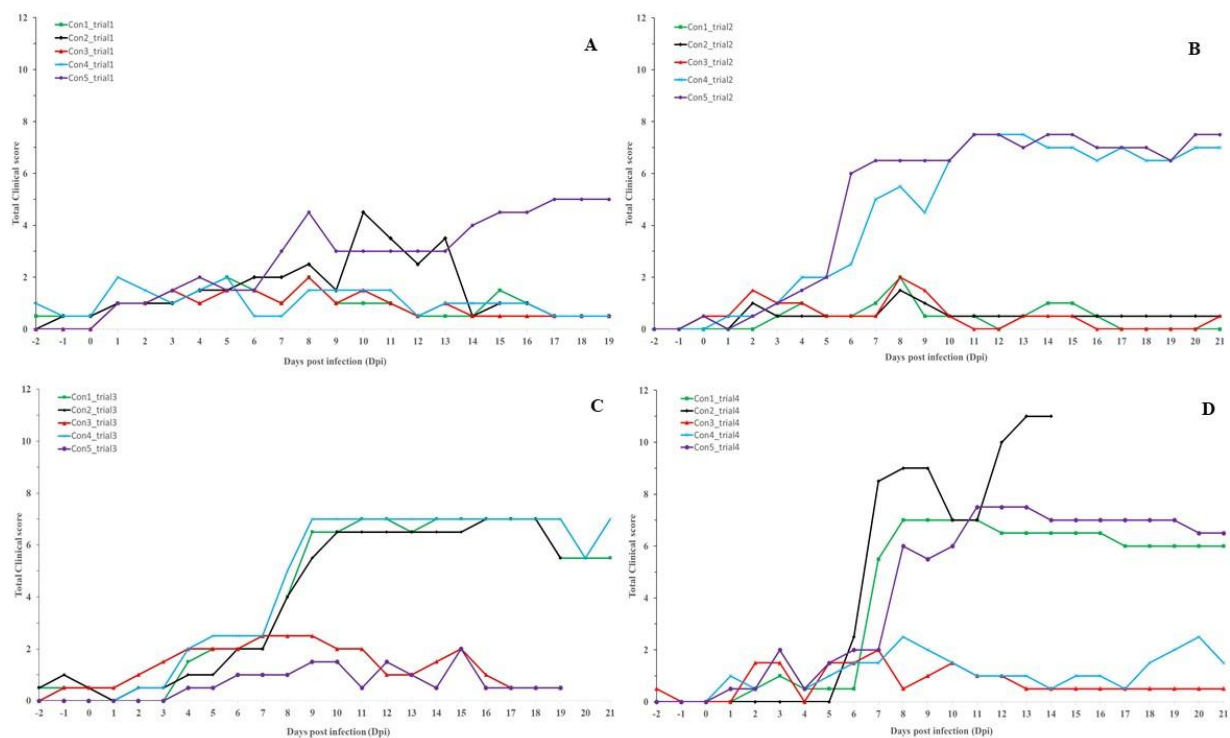 12
10
8
6
4
2
0
Total Clinical score
Con1_trial1
Con2_trial1
Con3_trial1
Con4_trial1
Con5_trial1
A
-2 -1 0 1 2 3 4 5 6 7 8 9 10 11 12 13 14 15 16 17 18 19
Days post infection (Dpi)
12
10
8
6
4
2
0
Total Clinical score
Con1_trial2
Con2_trial2
Con3_trial2
Con4_trial2
Con5_trial2
B
-2 -1 0 1 2 3 4 5 6 7 8 9 10 11 12 13 14 15 16 17 18 19 20 21
Days post infection (Dpi)
12
10
8
6
4
2
0
Total Clinical score
Con1_trial3
Con2_trial3
Con3_trial3
Con4_trial3
Con5_trial3
C
-2 -1 0 1 2 3 4 5 6 7 8 9 10 11 12 13 14 15 16 17 18 19 20 21
Days post infection (Dpi)
12
10
8
6
4
2
0
Total Clinical score
Con1_trial4
Con2_trial4
Con3_trial4
Con4_trial4
Con5_trial4
D
-2 -1 0 1 2 3 4 5 6 7 8 9 10 11 12 13 14 15 16 17 18 19 20 21
Days post infection (Dpi)